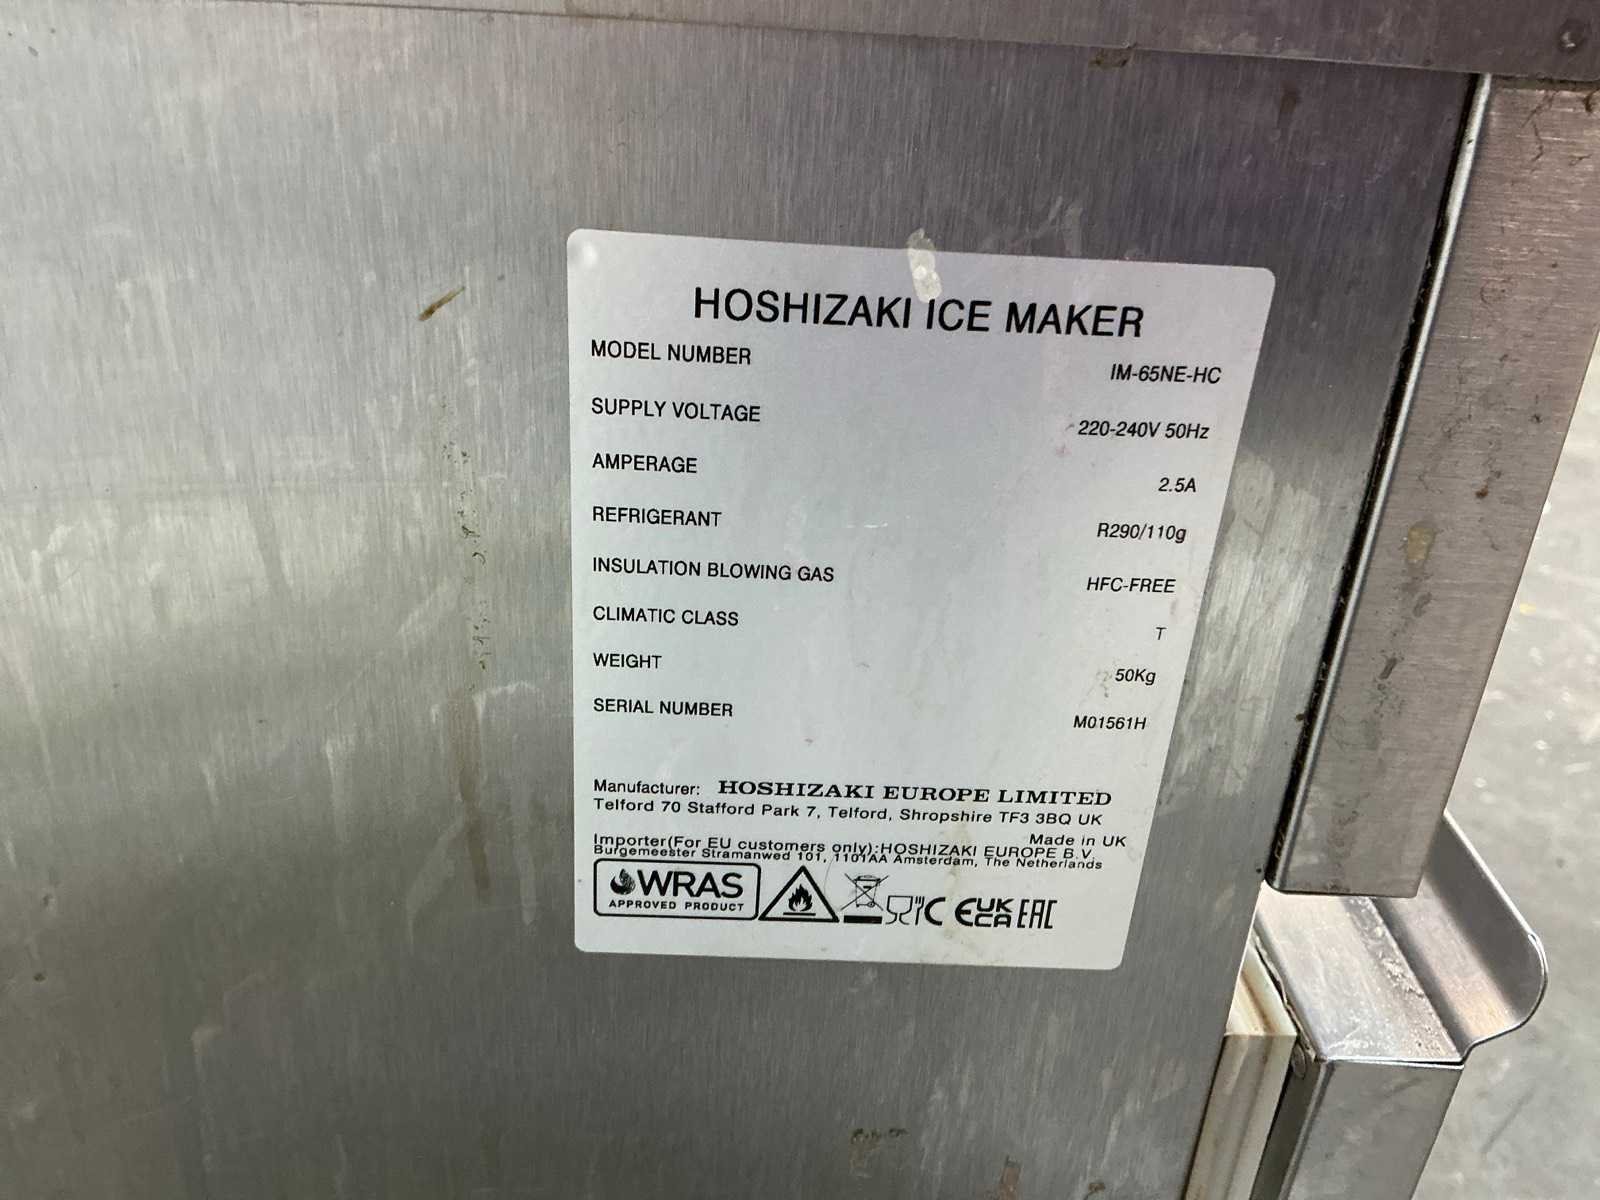 HOSHIZAKI ICE MAKER
MODEL NUMBER IM-65NE-HC
SUPPLY VOLTAGE 220-240V 50Hz
AMPERAGE 2.5A
REFRIGERANT R290/110g
INSULATION BLOWING GAS HFC-FREE
CLIMATIC CLASS T
WEIGHT 50Kg
SERIAL NUMBER M01561H
Manufacturer: HOSHIZAKI EUROPE LIMITED
Telford 70 Stafford Park 7, Telford, Shropshire TF3 3BQ UK
Made in UK
Importer(For EU customers only):HOSHIZAKI EUROPE B.V.
Burgemeester Stramanwed 101, 1101AA Amsterdam, The Netherlands
WRAS
APPROVED PRODUCT
CE UKCA EAC